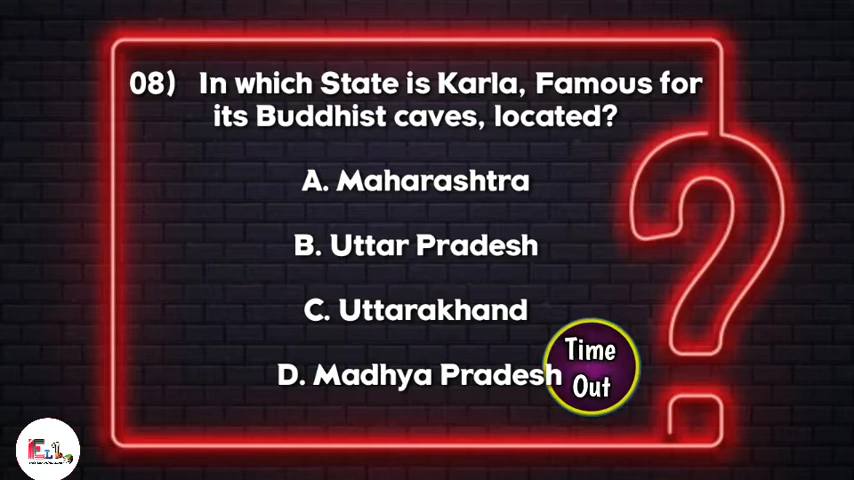 08) In which State is Karla, Famous for
its Buddhist caves, located?
A. Maharashtra
B. Uttar Pradesh
C. Uttarakhand
D. Madhya Pradesh
Time
Out